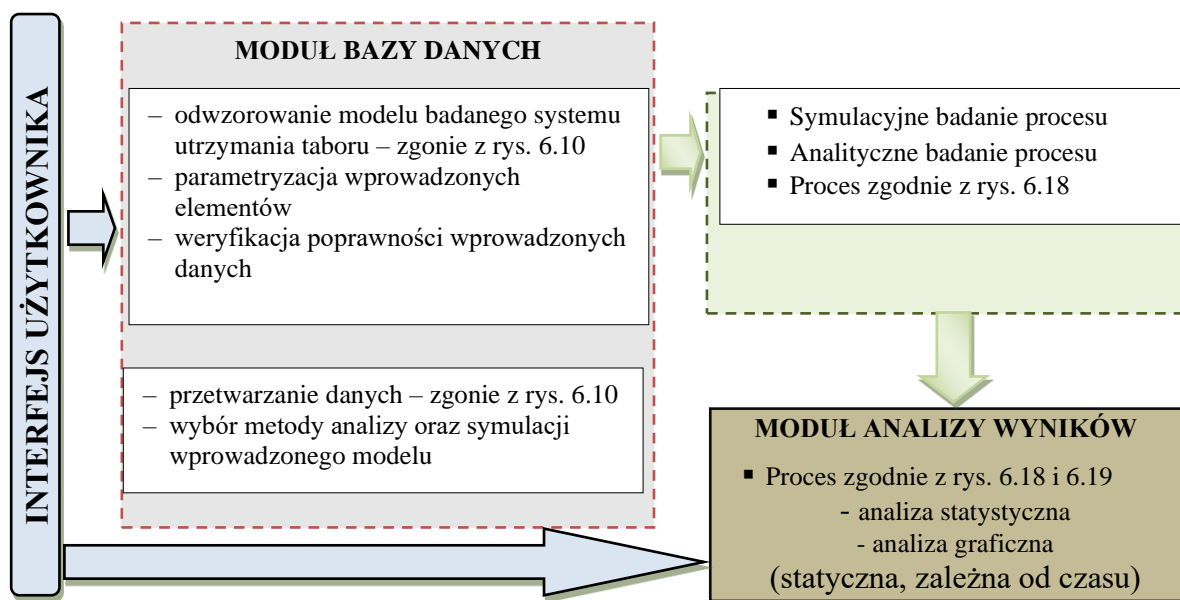 INTERFEJS UŻYTKOWNIKA
MODUŁ BAZY DANYCH
– odwzorowanie modelu badanego systemu
utrzymania taboru – zgonie z rys. 6.10
– parametryzacja wprowadzonych
elementów
– weryfikacja poprawności wprowadzonych
danych
– przetwarzanie danych – zgonie z rys. 6.10
– wybór metody analizy oraz symulacji
wprowadzonego modelu
▪ Symulacyjne badanie procesu
▪ Analityczne badanie procesu
▪ Proces zgodnie z rys. 6.18
MODUŁ ANALIZY WYNIKÓW
▪ Proces zgodnie z rys. 6.18 i 6.19
- analiza statystyczna
- analiza graficzna
(statyczna, zależna od czasu)